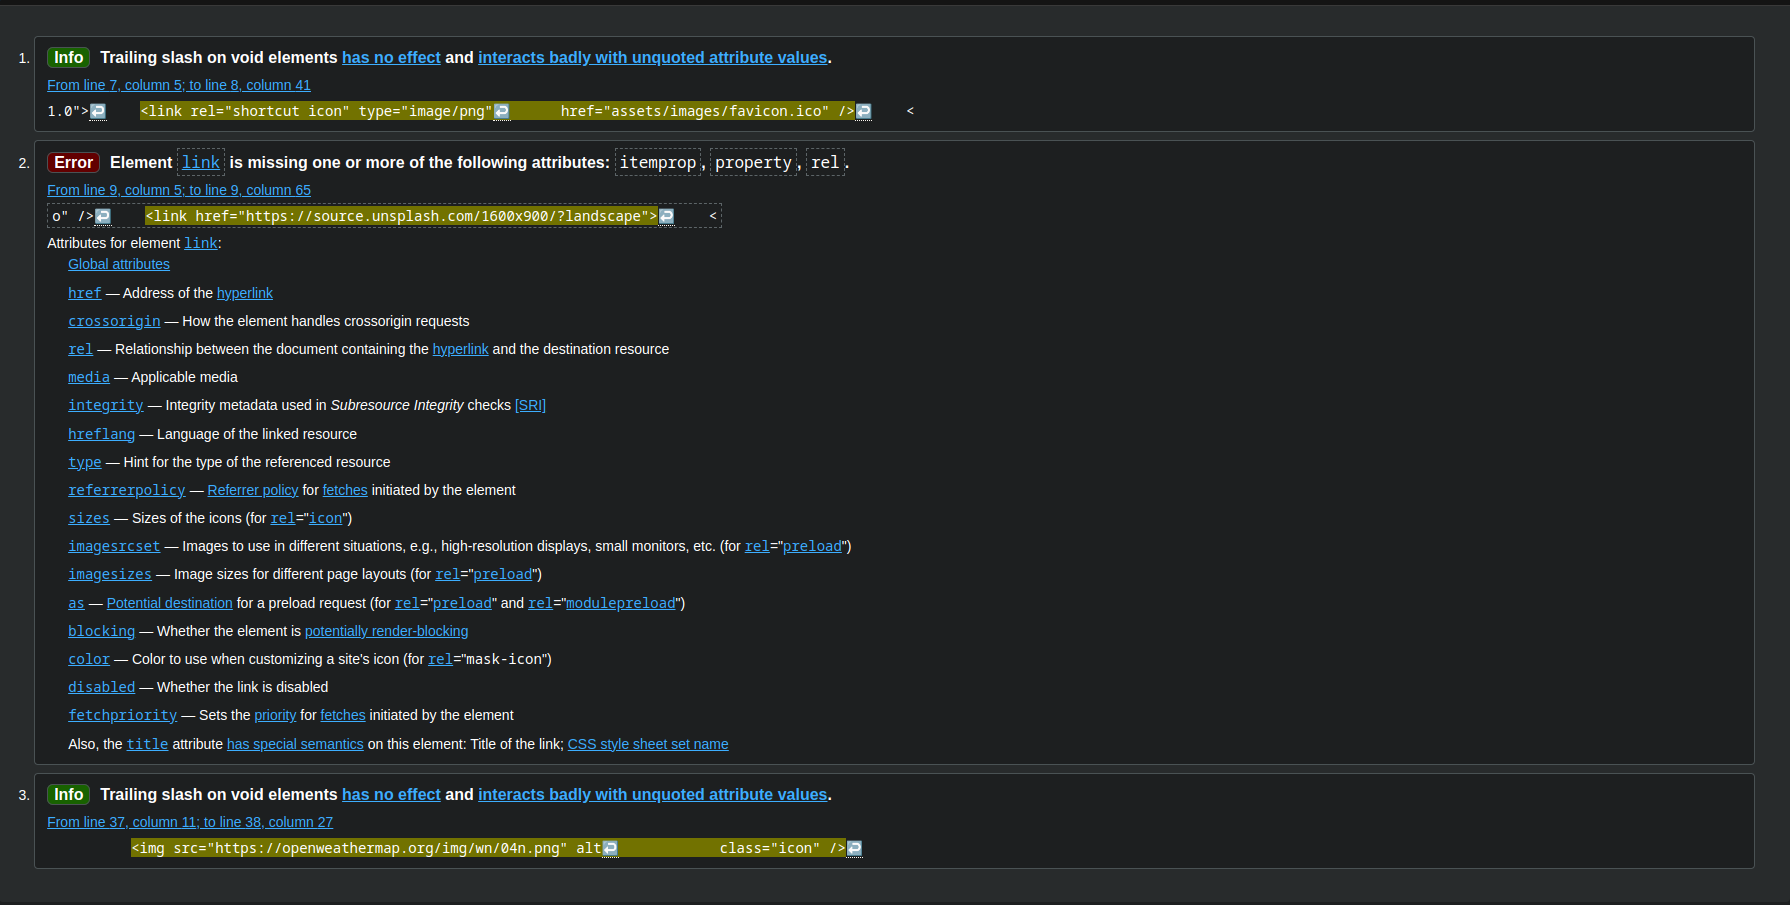 1. Info Trailing slash on void elements has no effect and interacts badly with unquoted attribute values.
From line 7, column 5; to line 8, column 41
1.0">↩ <link rel="shortcut icon" type="image/png"↩ href="assets/images/favicon.ico" />↩ <
2. Error Element link is missing one or more of the following attributes: itemprop, property, rel.
From line 9, column 5; to line 9, column 65
o" />↩ <link href="https://source.unsplash.com/1600x900/?landscape">↩ <
Attributes for element link:
Global attributes
href — Address of the hyperlink
crossorigin — How the element handles crossorigin requests
rel — Relationship between the document containing the hyperlink and the destination resource
media — Applicable media
integrity — Integrity metadata used in Subresource Integrity checks [SRI]
hreflang — Language of the linked resource
type — Hint for the type of the referenced resource
referrerpolicy — Referrer policy for fetches initiated by the element
sizes — Sizes of the icons (for rel="icon")
imagesrcset — Images to use in different situations, e.g., high-resolution displays, small monitors, etc. (for rel="preload")
imagesizes — Image sizes for different page layouts (for rel="preload")
as — Potential destination for a preload request (for rel="preload" and rel="modulepreload")
blocking — Whether the element is potentially render-blocking
color — Color to use when customizing a site's icon (for rel="mask-icon")
disabled — Whether the link is disabled
fetchpriority — Sets the priority for fetches initiated by the element
Also, the title attribute has special semantics on this element: Title of the link; CSS style sheet set name
3. Info Trailing slash on void elements has no effect and interacts badly with unquoted attribute values.
From line 37, column 11; to line 38, column 27
<img src="https://openweathermap.org/img/wn/04n.png" alt↩ class="icon" />↩